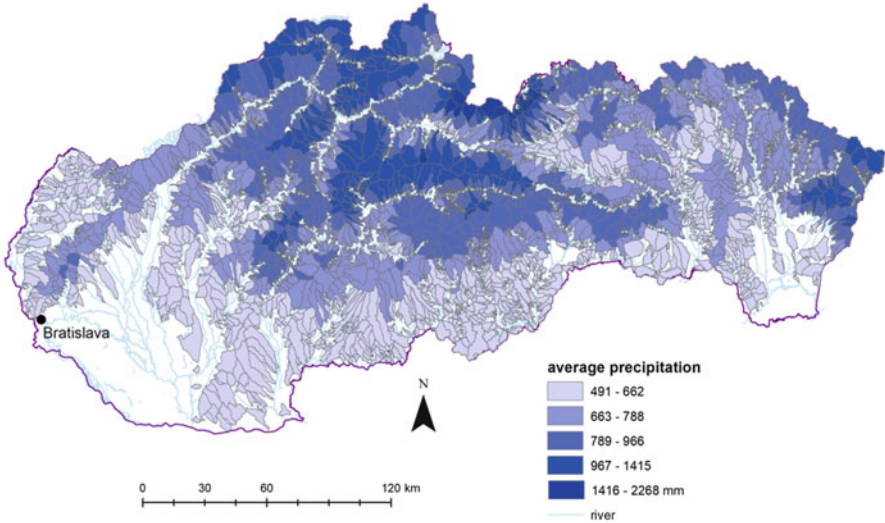 Bratislava
N
0 30 60 120 km
average precipitation
491 - 662
663 - 788
789 - 966
967 - 1415
1416 - 2268 mm
river